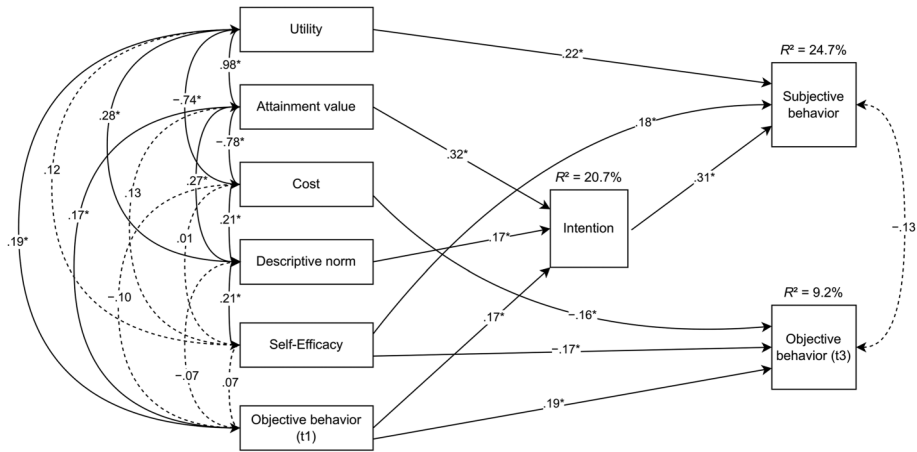 Utility
Attainment value
Cost
Descriptive norm
Self-Efficacy
Objective behavior
(t1)
R² = 20.7%
Intention
R² = 24.7%
Subjective
behavior
R² = 9.2%
Objective
behavior (t3)
.98*
−.74*
.28*
−.78*
.12
.27*
.13
.17*
.21*
.19*
.01
−.10
.21*
−.07
.07
.22*
.18*
.32*
.31*
.17*
.17*
−.16*
−.17*
.19*
−.13